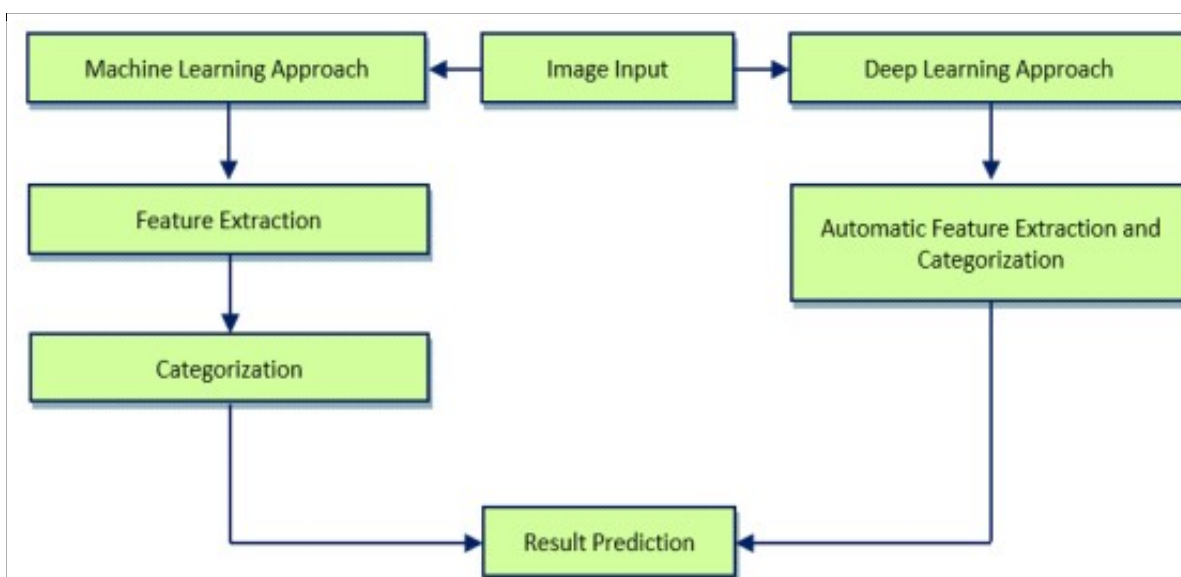 Machine Learning Approach
Image Input
Deep Learning Approach
Feature Extraction
Automatic Feature Extraction and
Categorization
Categorization
Result Prediction